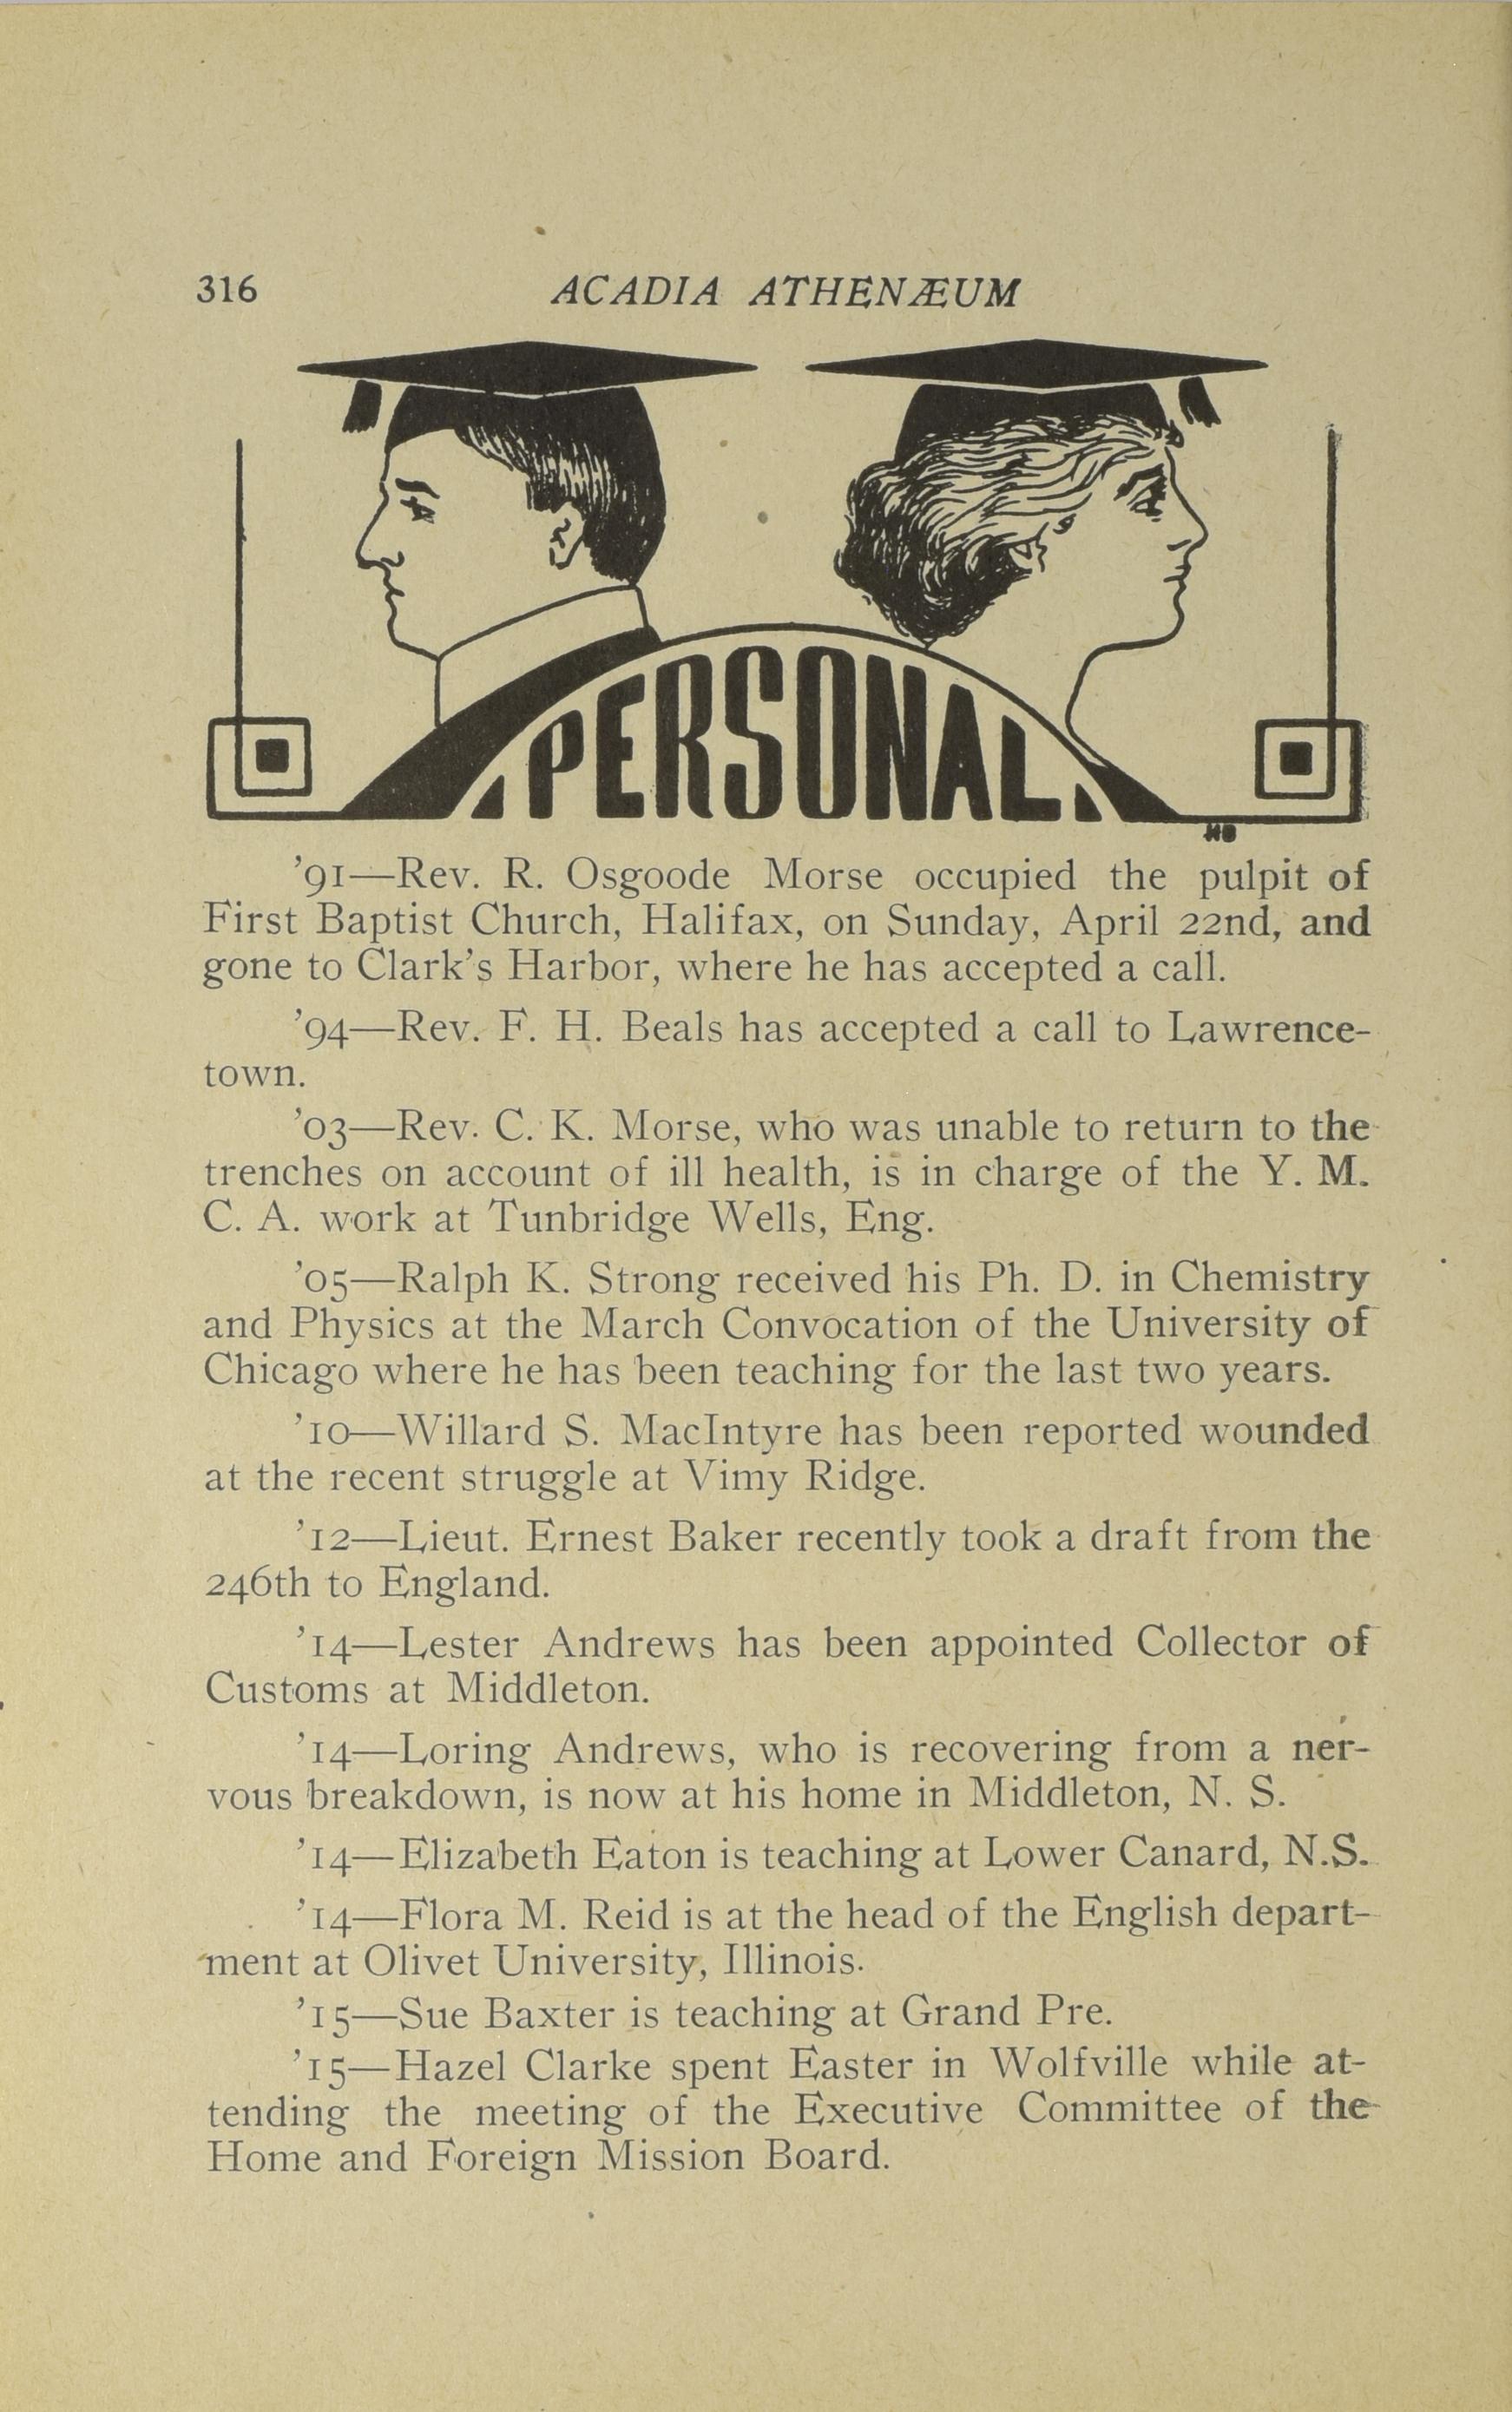 316 ACADIA ATHENÆUM
PERSONAL
'91—Rev. R. Osgoode Morse occupied the pulpit of
First Baptist Church, Halifax, on Sunday, April 22nd, and
gone to Clark's Harbor, where he has accepted a call.
'94—Rev. F. H. Beals has accepted a call to Lawrence-
town.
'03—Rev. C. K. Morse, who was unable to return to the
trenches on account of ill health, is in charge of the Y. M.
C. A. work at Tunbridge Wells, Eng.
'05—Ralph K. Strong received his Ph. D. in Chemistry
and Physics at the March Convocation of the University of
Chicago where he has been teaching for the last two years.
'10—Willard S. MacIntyre has been reported wounded
at the recent struggle at Vimy Ridge.
'12—Lieut. Ernest Baker recently took a draft from the
246th to England.
'14—Lester Andrews has been appointed Collector of
Customs at Middleton.
'14—Loring Andrews, who is recovering from a ner-
vous breakdown, is now at his home in Middleton, N. S.
'14—Elizabeth Eaton is teaching at Lower Canard, N.S.
'14—Flora M. Reid is at the head of the English depart-
ment at Olivet University, Illinois.
'15—Sue Baxter is teaching at Grand Pre.
'15—Hazel Clarke spent Easter in Wolfville while at-
tending the meeting of the Executive Committee of the
Home and Foreign Mission Board.